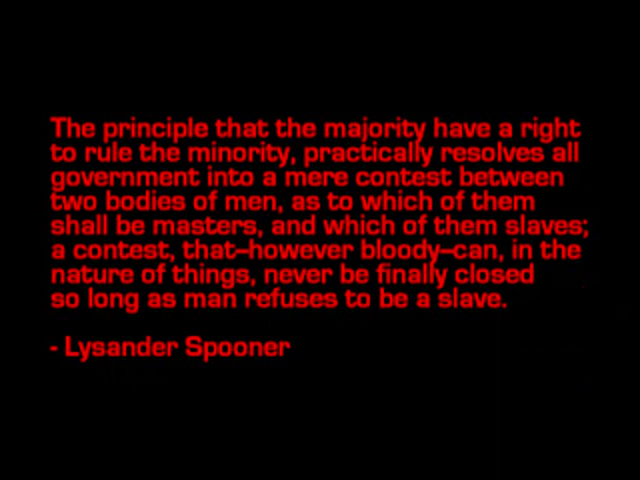 The principle that the majority have a right
to rule the minority, practically resolves all
government into a mere contest between
two bodies of men, as to which of them
shall be masters, and which of them slaves;
a contest, that–however bloody–can, in the
nature of things, never be finally closed
so long as man refuses to be a slave.
- Lysander Spooner